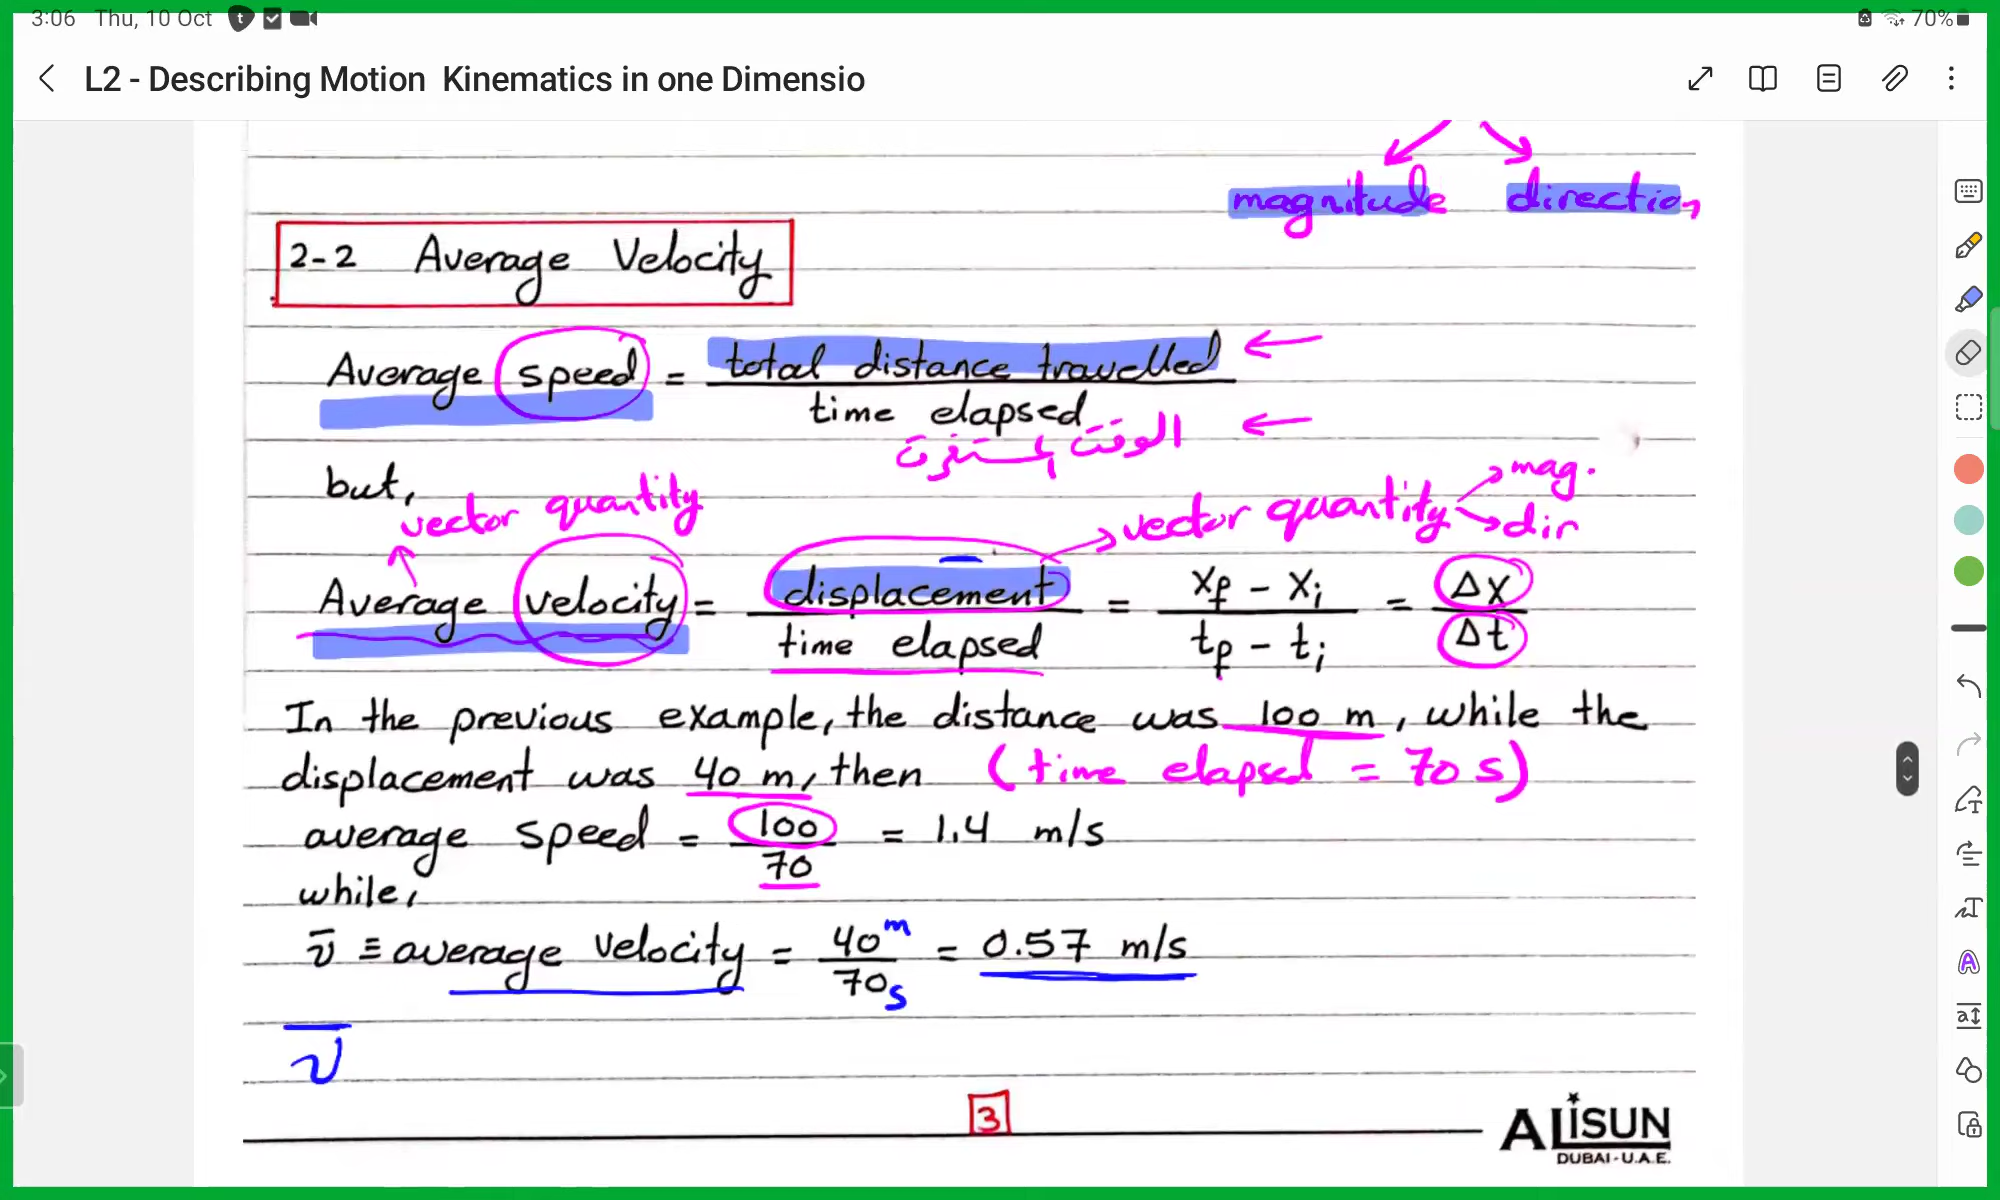 3:06 Thu, 10 Oct t 70%
L2 - Describing Motion Kinematics in one Dimensio
magnitude direction
2-2 Average Velocity
Average speed = total distance travelled / time elapsed
but,
vector quantity
vector quantity mag.
dir
Average velocity = displacement / time elapsed = xf - xi / tf - ti = Δx / Δt
In the previous example, the distance was 100 m, while the
displacement was 40 m, then (time elapsed = 70 s)
average speed = 100 / 70 = 1.4 m/s
while,
v̄ ≡ average velocity = 40 m / 70 s = 0.57 m/s
v̄
3
ALISUN
DUBAI - U.A.E.